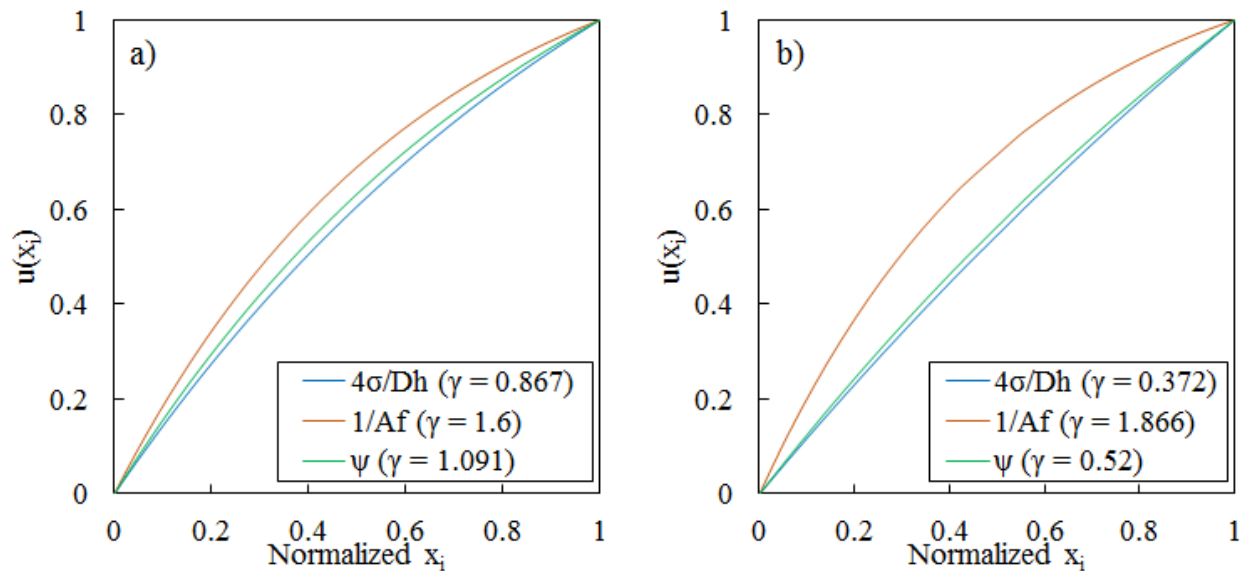 a)
u(xᵢ)
1
0.8
0.6
0.4
0.2
0
4σ/Dh (γ = 0.867)
1/Af (γ = 1.6)
ψ (γ = 1.091)
0 0.2 0.4 0.6 0.8 1
Normalized xᵢ
b)
u(xᵢ)
1
0.8
0.6
0.4
0.2
0
4σ/Dh (γ = 0.372)
1/Af (γ = 1.866)
ψ (γ = 0.52)
0 0.2 0.4 0.6 0.8 1
Normalized xᵢ